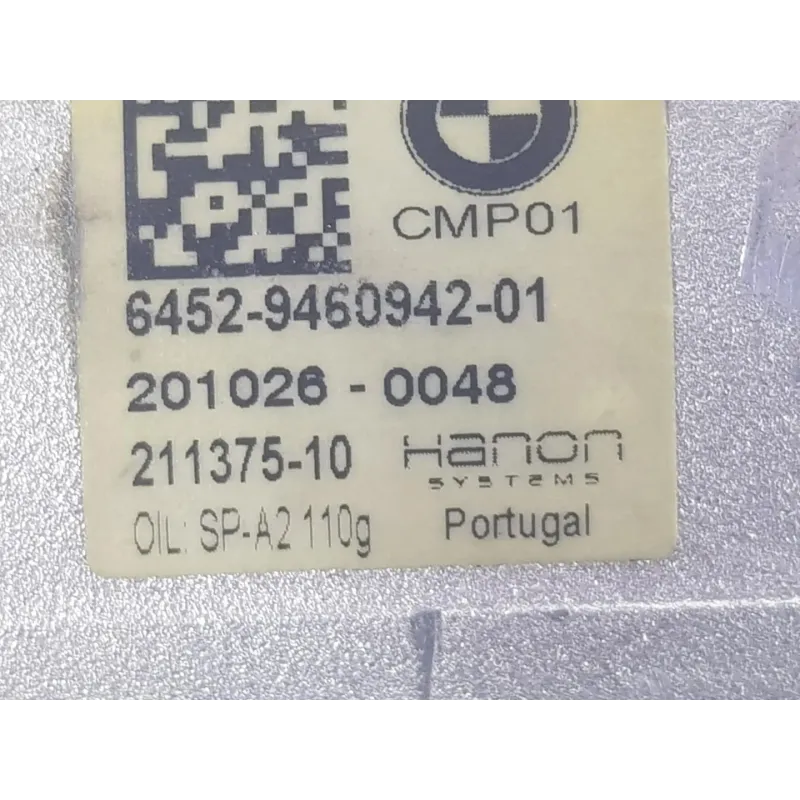 CMP01
6452-9460942-01
201026 - 0048
211375-10 Hanon
SYSTEMS
OIL: SP-A2 110g Portugal